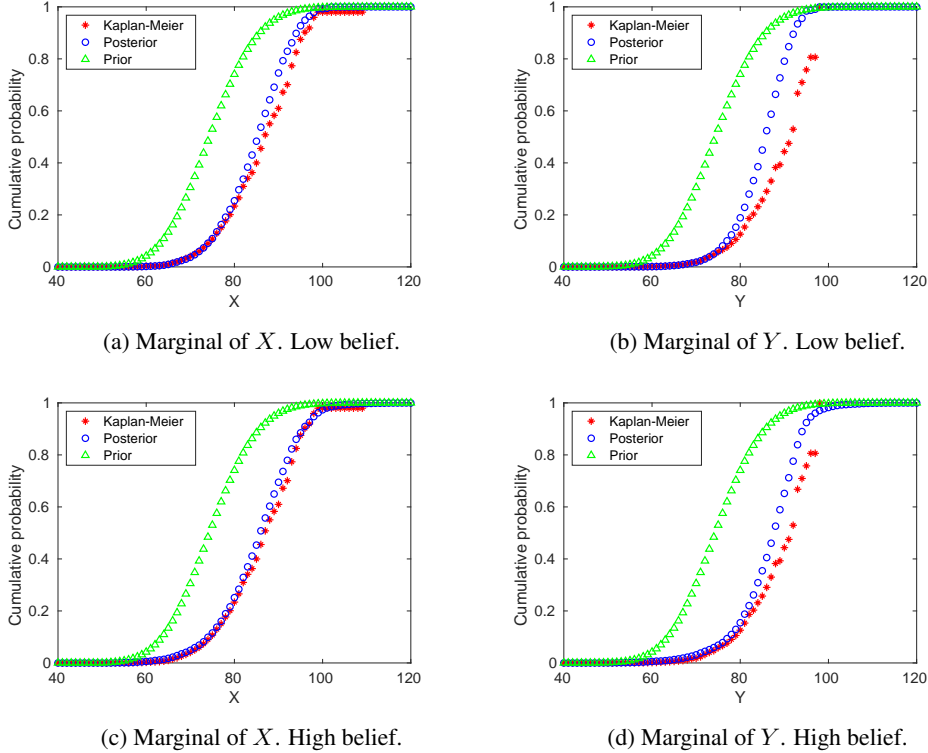 1
0.8
0.6
0.4
0.2
0
Cumulative probability
Kaplan-Meier
Posterior
Prior
40 60 80 100 120
X
(a) Marginal of X. Low belief.
1
0.8
0.6
0.4
0.2
0
Cumulative probability
Kaplan-Meier
Posterior
Prior
40 60 80 100 120
Y
(b) Marginal of Y. Low belief.
1
0.8
0.6
0.4
0.2
0
Cumulative probability
Kaplan-Meier
Posterior
Prior
40 60 80 100 120
X
(c) Marginal of X. High belief.
1
0.8
0.6
0.4
0.2
0
Cumulative probability
Kaplan-Meier
Posterior
Prior
40 60 80 100 120
Y
(d) Marginal of Y. High belief.